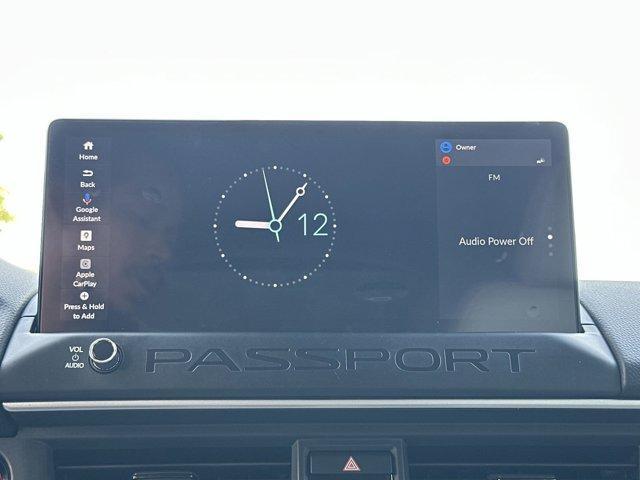 Home
Back
Google
Assistant
Maps
Apple
CarPlay
Press & Hold
to Add
12
Owner
FM
Audio Power Off
VOL
AUDIO
PASSPORT